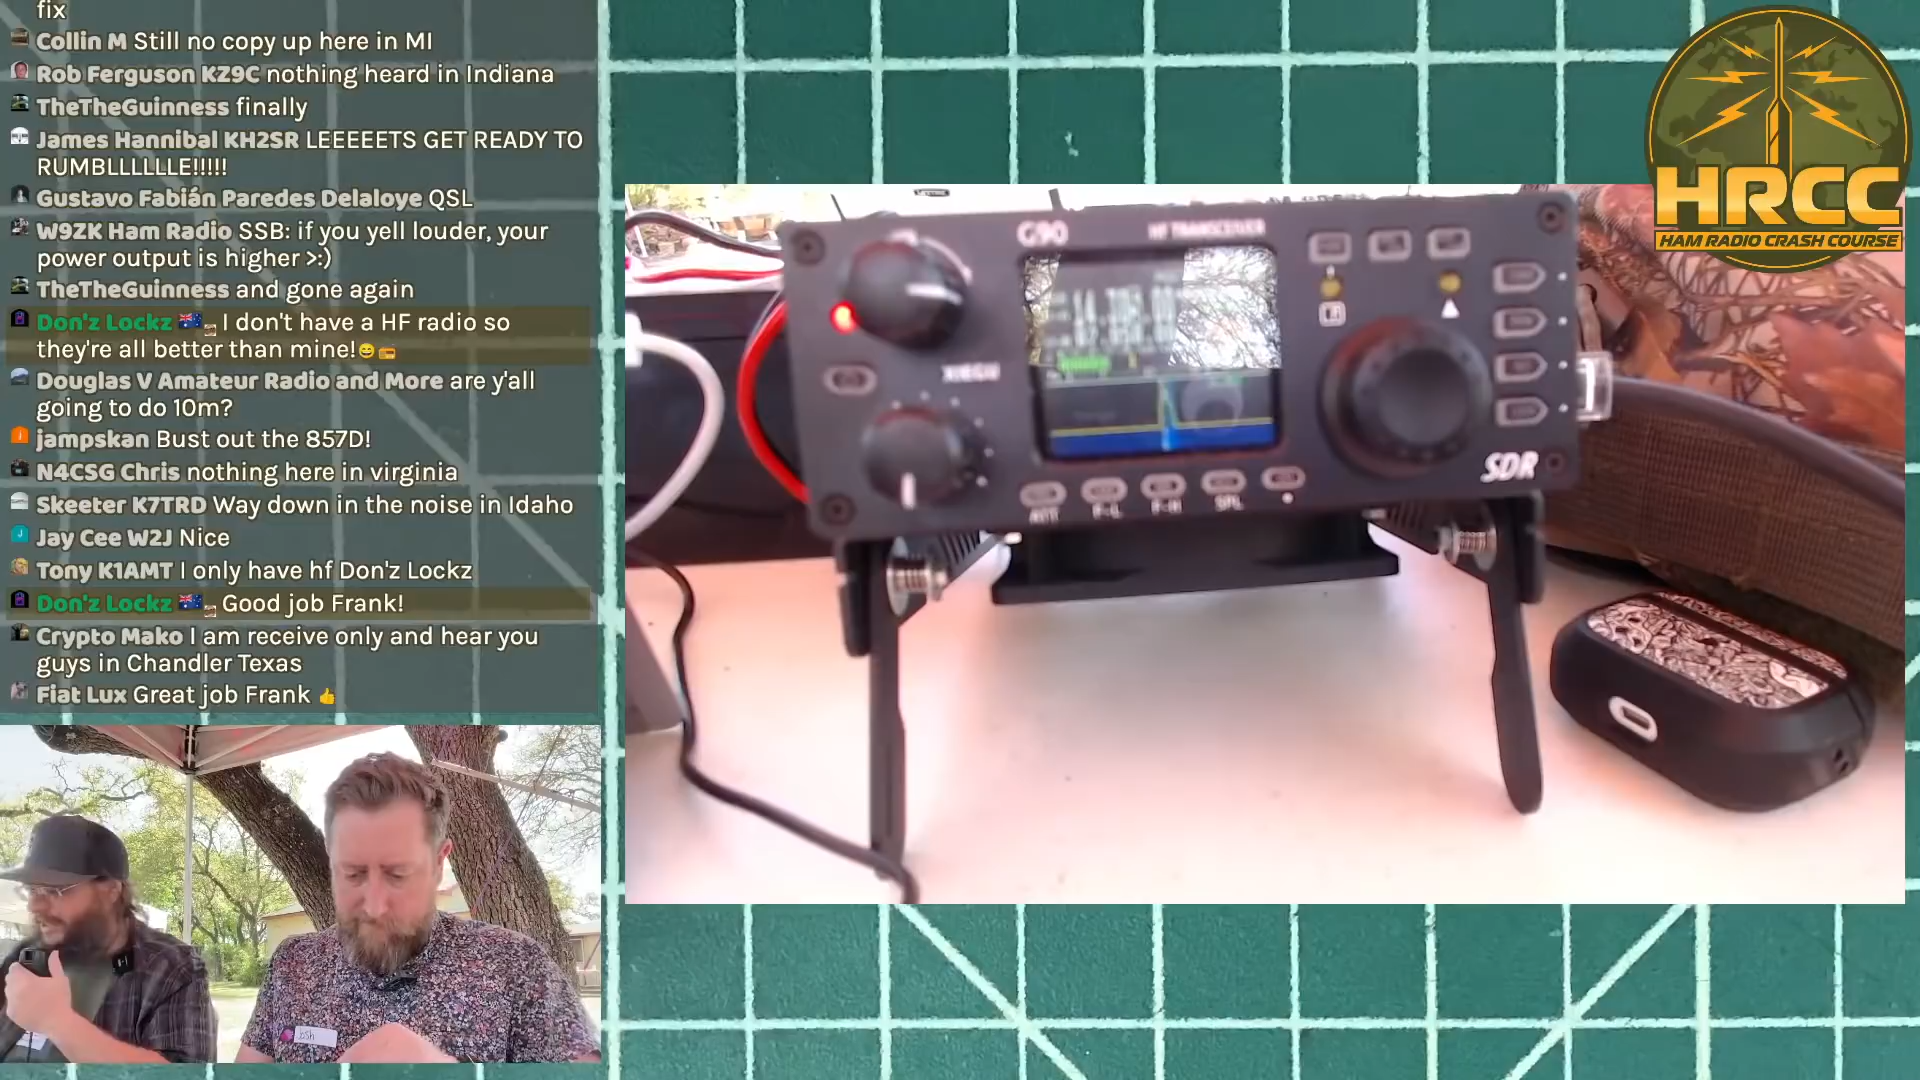 fix
Collin M Still no copy up here in MI
Rob Ferguson KZ9C nothing heard in Indiana
TheTheGuinness finally
James Hannibal KH2SR LEEEEETS GET READY TO
RUMBLLLLLLE!!!!!
Gustavo Fabián Paredes Delaloye QSL
W9ZK Ham Radio SSB: if you yell louder, your
power output is higher >:)
TheTheGuinness and gone again
Don'z Lockz 🇦🇺 I don't have a HF radio so
they're all better than mine!😅📻
Douglas V Amateur Radio and More are y'all
going to do 10m?
jampskan Bust out the 857D!
N4CSG Chris nothing here in virginia
Skeeter K7TRD Way down in the noise in Idaho
Jay Cee W2J Nice
Tony K1AMT I only have hf Don'z Lockz
Don'z Lockz 🇦🇺 Good job Frank!
Crypto Mako I am receive only and hear you
guys in Chandler Texas
Fiat Lux Great job Frank 👍
HRCC
HAM RADIO CRASH COURSE
G90
HF TRANSCEIVER
XIEGU
SDR